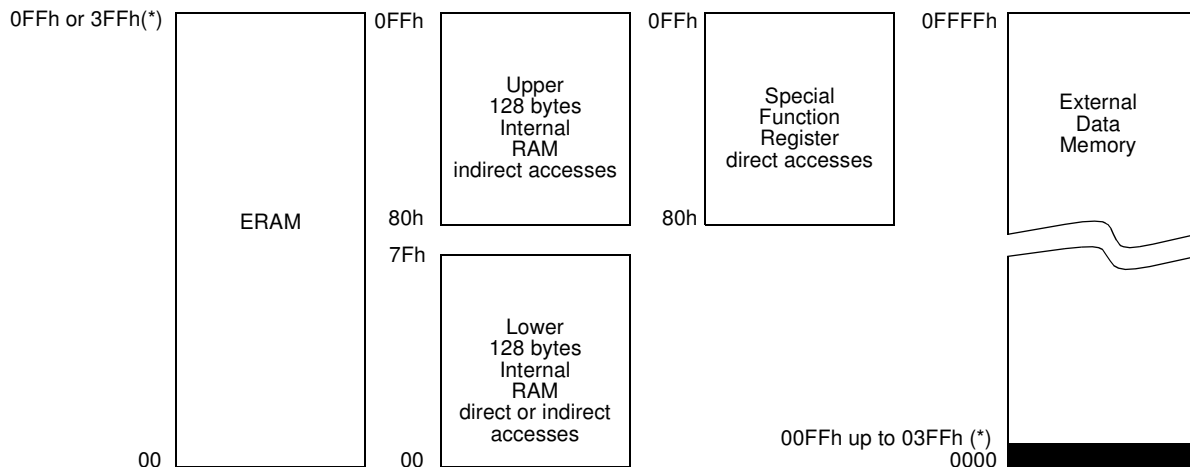 0FFh or 3FFh(*)
ERAM
00
0FFh
Upper
128 bytes
Internal
RAM
indirect accesses
80h
7Fh
Lower
128 bytes
Internal
RAM
direct or indirect
accesses
00
0FFh
Special
Function
Register
direct accesses
80h
0FFFFh
External
Data
Memory
00FFh up to 03FFh (*)
0000